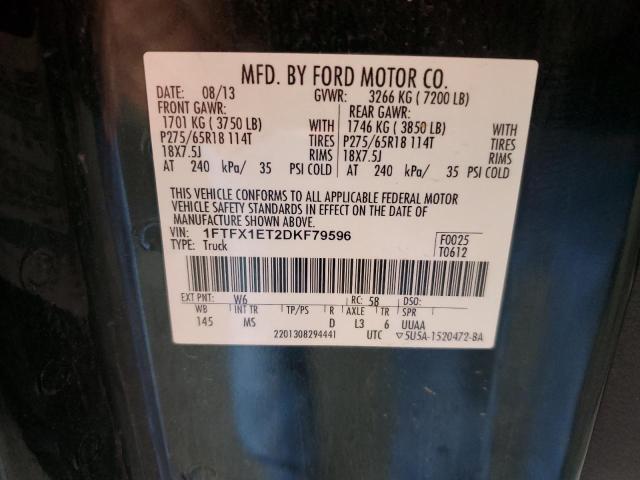 MFD. BY FORD MOTOR CO.
DATE: 08/13 GVWR: 3266 KG ( 7200 LB)
FRONT GAWR: REAR GAWR:
1701 KG ( 3750 LB) WITH 1746 KG ( 3850 LB) WITH
P275/65R18 114T TIRES P275/65R18 114T TIRES
18X7.5J RIMS 18X7.5J RIMS
AT 240 kPa/ 35 PSI COLD AT 240 kPa/ 35 PSI COLD
THIS VEHICLE CONFORMS TO ALL APPLICABLE FEDERAL MOTOR
VEHICLE SAFETY STANDARDS IN EFFECT ON THE DATE OF
MANUFACTURE SHOWN ABOVE.
VIN: 1FTFX1ET2DKF79596 F0025
TYPE: Truck T0612
EXT PNT: W6 RC: 58 DSO:
WB INT TR TP/PS R AXLE TR SPR
145 MS D L3 6 UUAA
2201308294441 UTC ▽5U5A-1520472-BA